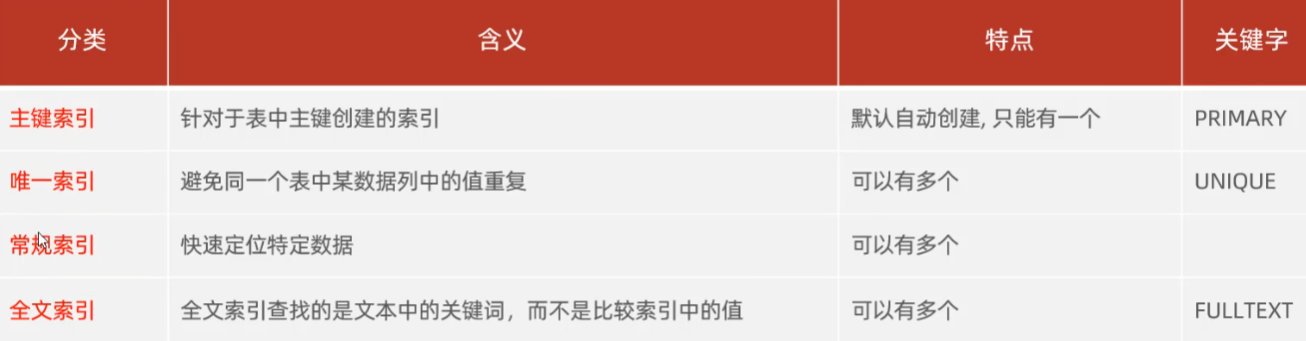 分类 含义 特点 关键字
主键索引 针对于表中主键创建的索引 默认自动创建, 只能有一个 PRIMARY
唯一索引 避免同一个表中某数据列中的值重复 可以有多个 UNIQUE
常规索引 快速定位特定数据 可以有多个
全文索引 全文索引查找的是文本中的关键词，而不是比较索引中的值 可以有多个 FULLTEXT